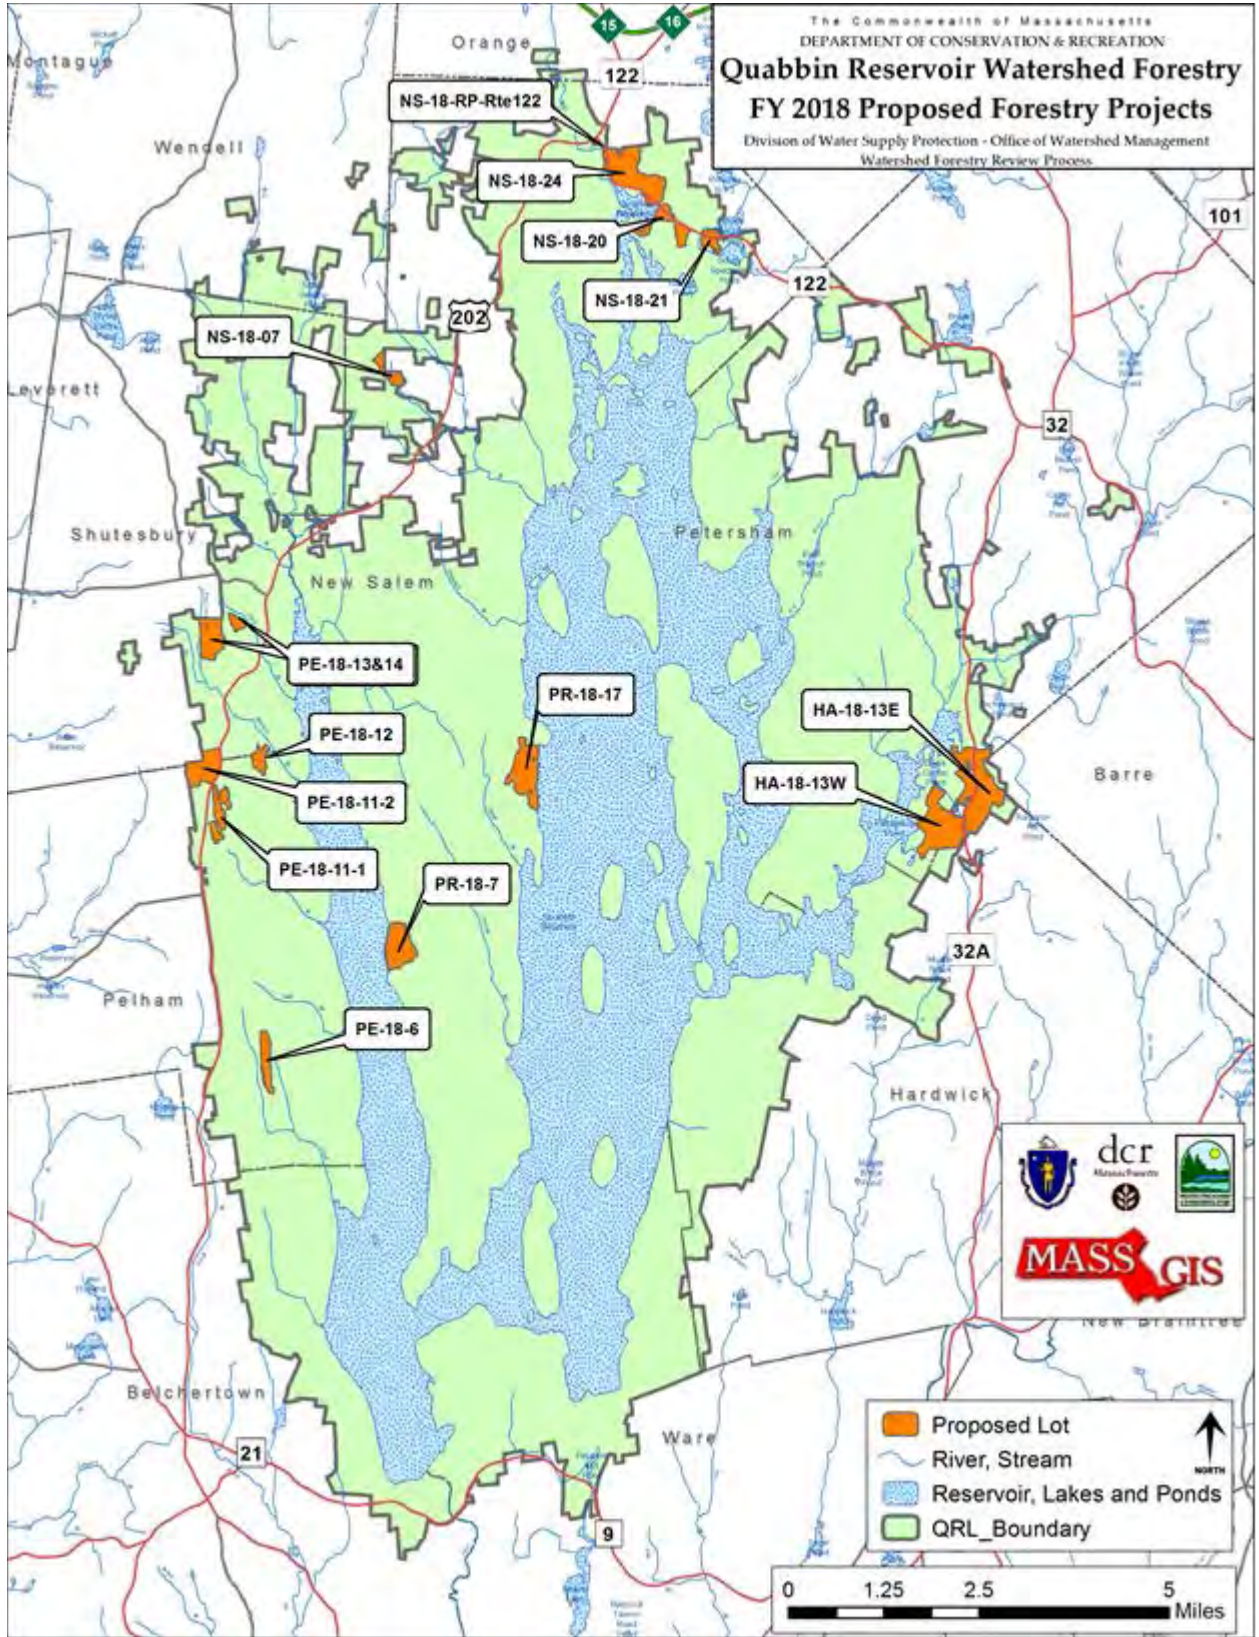 The Commonwealth of Massachusetts
DEPARTMENT OF CONSERVATION & RECREATION
Quabbin Reservoir Watershed Forestry
FY 2018 Proposed Forestry Projects
Division of Water Supply Protection - Office of Watershed Management
Watershed Forestry Review Process
15
16
Orange
Montague
122
NS-18-RP-Rte122
Wendell
NS-18-24
101
NS-18-20
122
NS-18-21
202
NS-18-07
Leverett
32
Shutesbury
Petersham
New Salem
PE-18-13&14
PR-18-17
HA-18-13E
PE-18-12
Barre
HA-18-13W
PE-18-11-2
PE-18-11-1
PR-18-7
32A
Pelham
PE-18-6
Hardwick
dcr
Massachusetts
MASS GIS
New Braintree
Belchertown
Ware
21
9
Proposed Lot
River, Stream
Reservoir, Lakes and Ponds
QRL_Boundary
NORTH
0 1.25 2.5 5
Miles